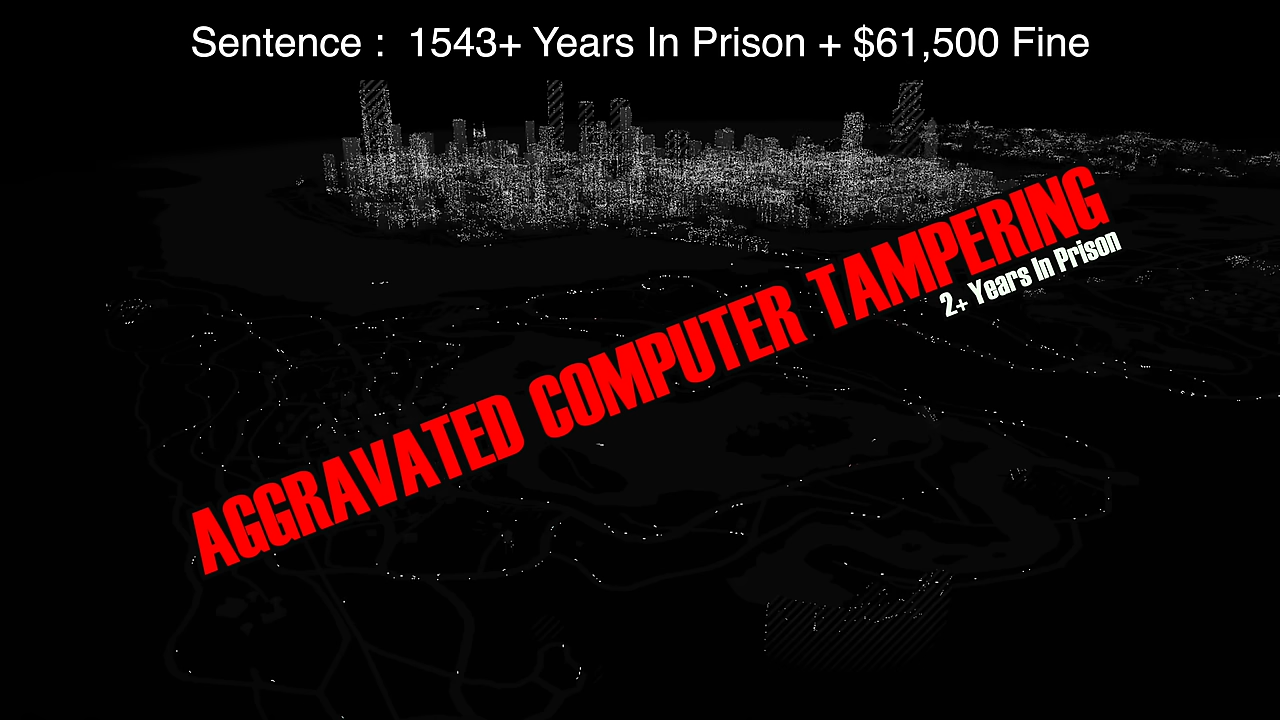 Sentence :  1543+ Years In Prison + $61,500 Fine
AGGRAVATED COMPUTER TAMPERING
2+ Years In Prison